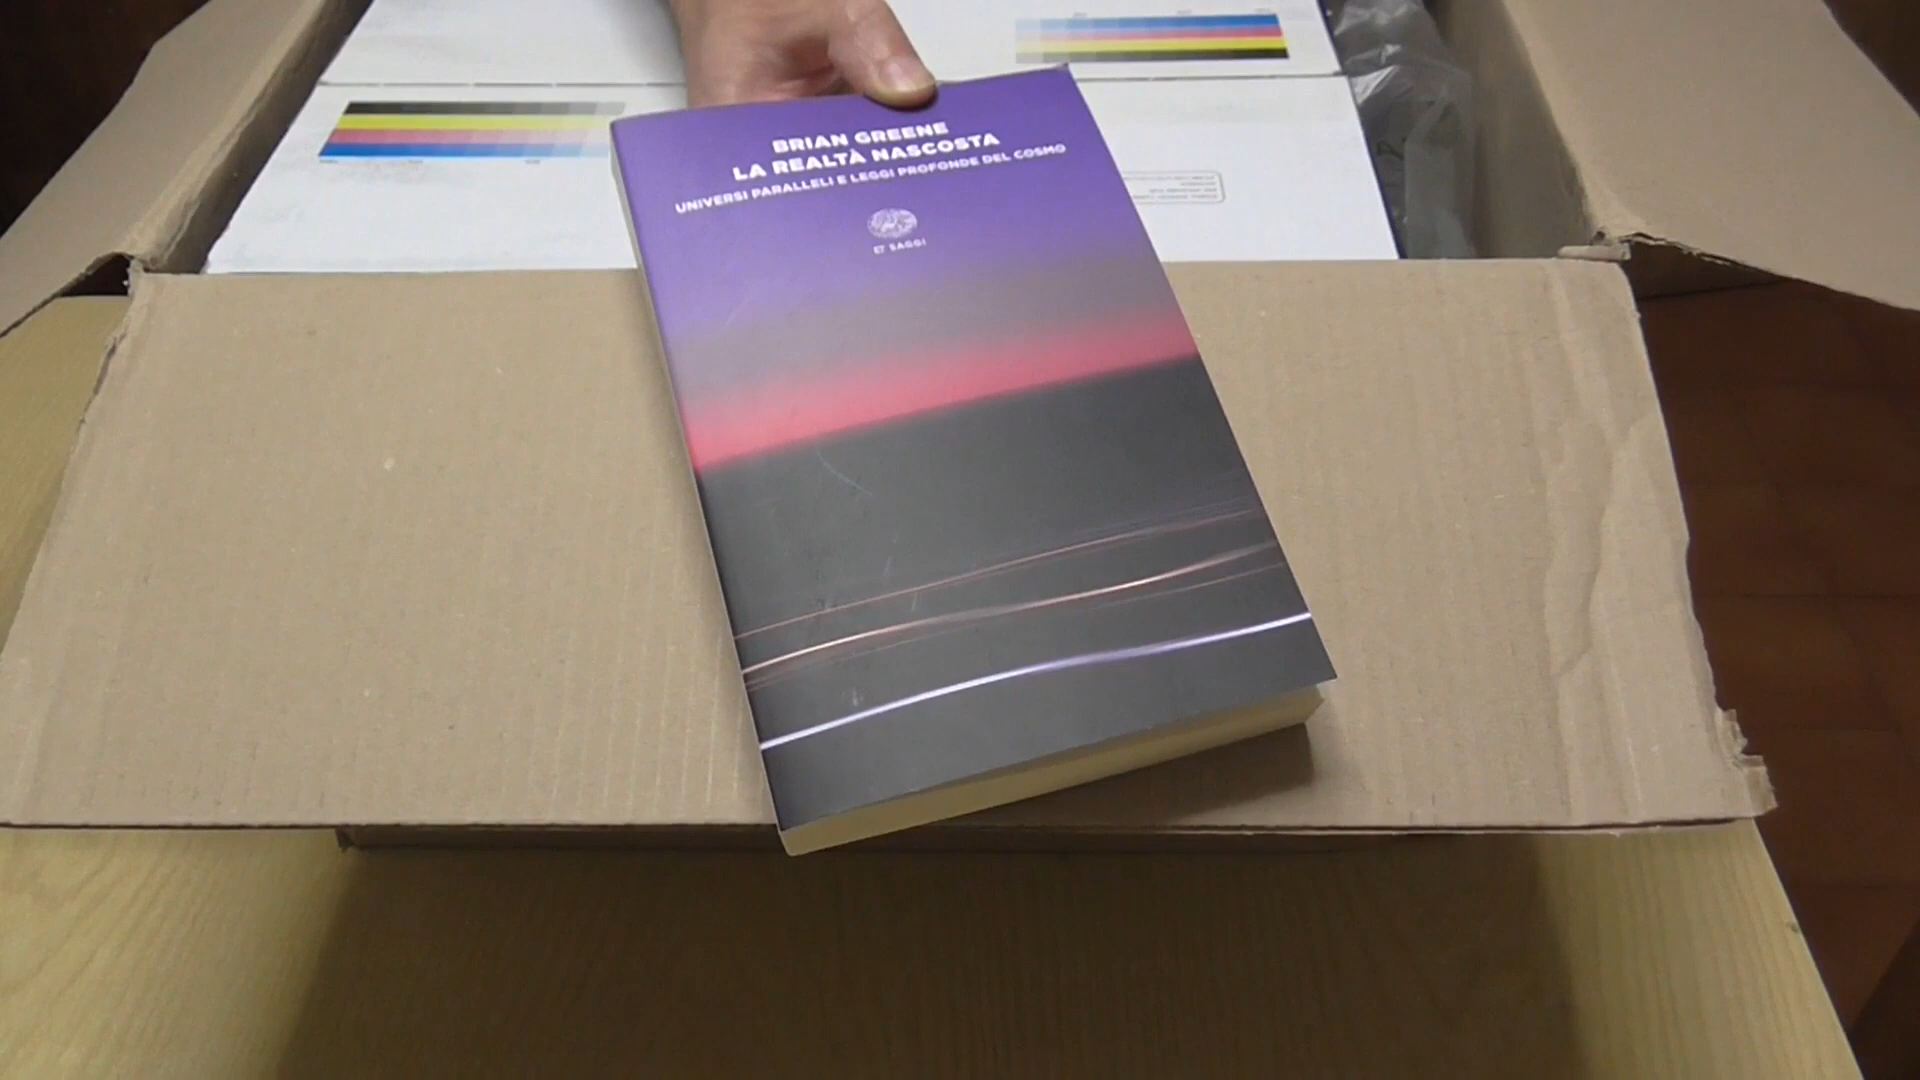 BRIAN GREENE
LA REALTÀ NASCOSTA
UNIVERSI PARALLELI E LEGGI PROFONDE DEL COSMO
ET SAGGI